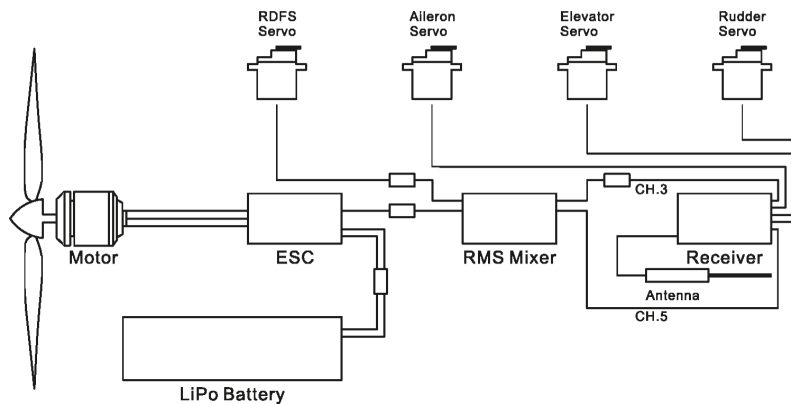 RDFS
Servo
Aileron
Servo
Elevator
Servo
Rudder
Servo
CH.3
Motor
ESC
RMS Mixer
Receiver
Antenna
CH.5
LiPo Battery